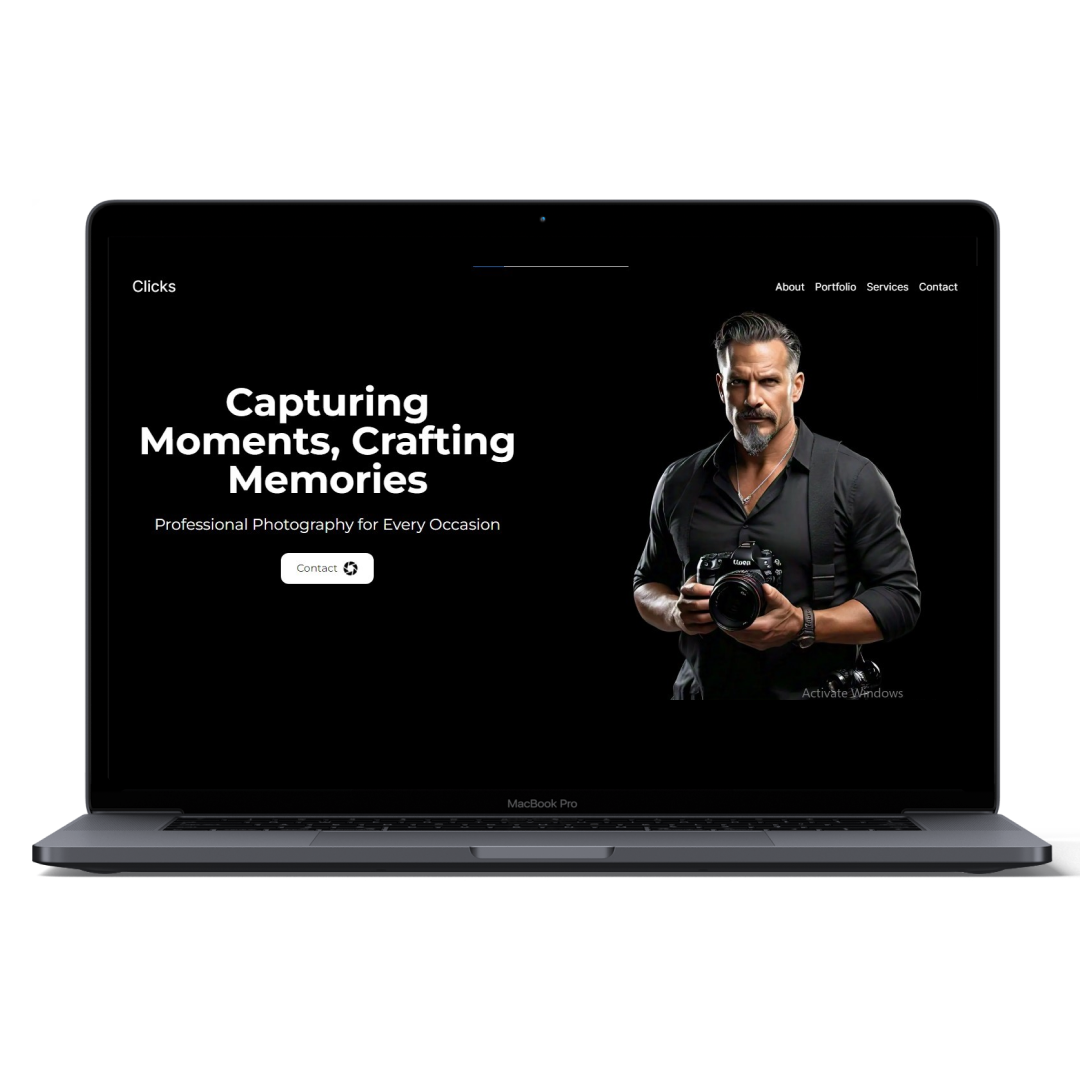 Clicks
About Portfolio Services Contact
Capturing
Moments, Crafting
Memories
Professional Photography for Every Occasion
Contact
Activate Windows
MacBook Pro